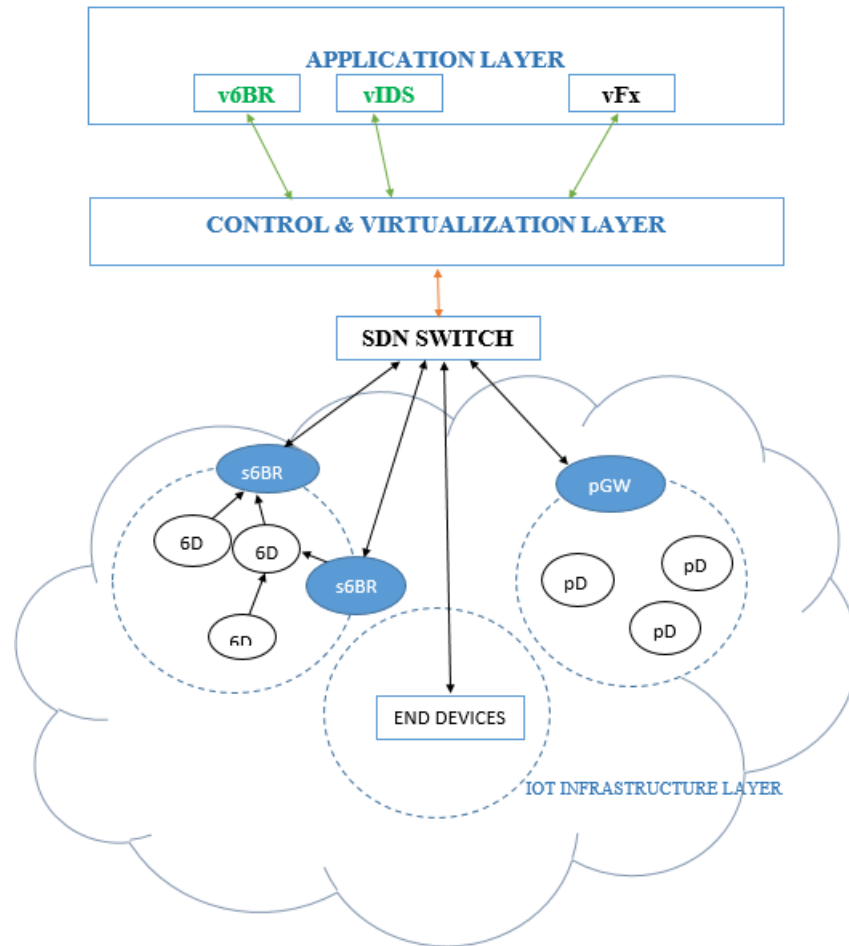 APPLICATION LAYER
v6BR
vIDS
vFx
CONTROL & VIRTUALIZATION LAYER
SDN SWITCH
s6BR
pGW
6D
6D
s6BR
pD
pD
pD
6D
END DEVICES
IOT INFRASTRUCTURE LAYER